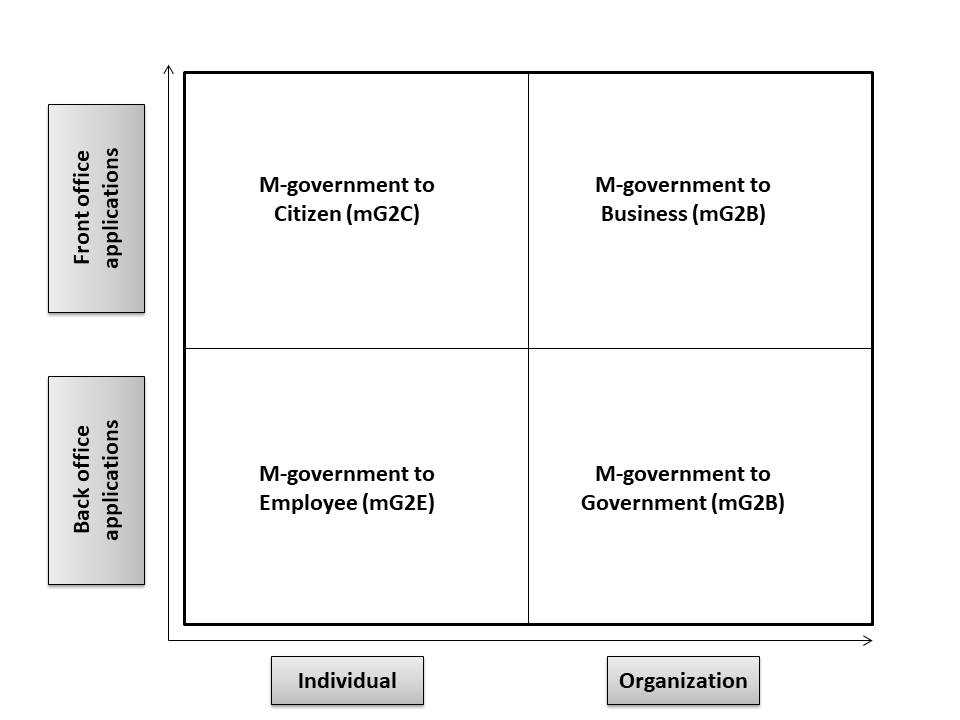 Front office
applications
M-government to
Citizen (mG2C)
M-government to
Business (mG2B)
Back office
applications
M-government to
Employee (mG2E)
M-government to
Government (mG2B)
Individual
Organization